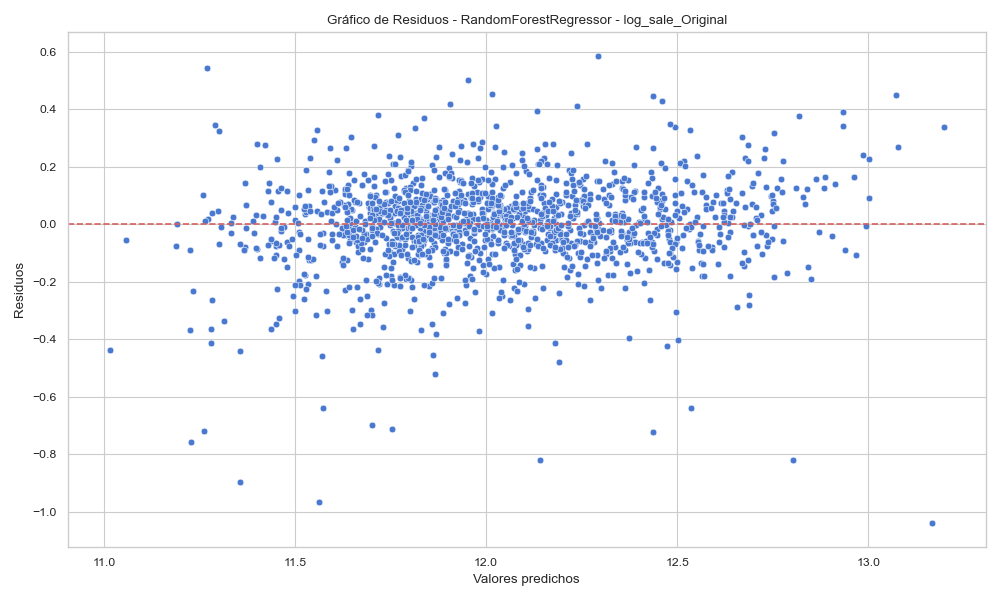 Gráfico de Residuos - RandomForestRegressor - log_sale_Original
0.6
0.4
0.2
0.0
−0.2
−0.4
−0.6
−0.8
−1.0
Residuos
11.0 11.5 12.0 12.5 13.0
Valores predichos